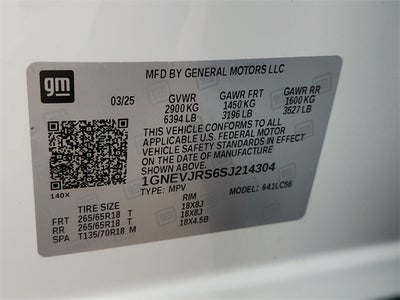 gm
MFD BY GENERAL MOTORS LLC
03/25 GVWR GAWR FRT GAWR RR
2900 KG 1450 KG 1600 KG
6394 LB 3196 LB 3527 LB
THIS VEHICLE CONFORMS TO ALL
APPLICABLE U.S. FEDERAL MOTOR
VEHICLE SAFETY STANDARDS IN EFFECT
ON THE DATE OF MANUFACTURE SHOWN ABOVE.
1GNEVJRS6SJ214304
140X TYPE: MPV MODEL: 641LC56
TIRE SIZE RIM
FRT 265/65R18 T 18X8J
RR 265/65R18 T 18X8J
SPA T135/70R18 M 18X4.5B